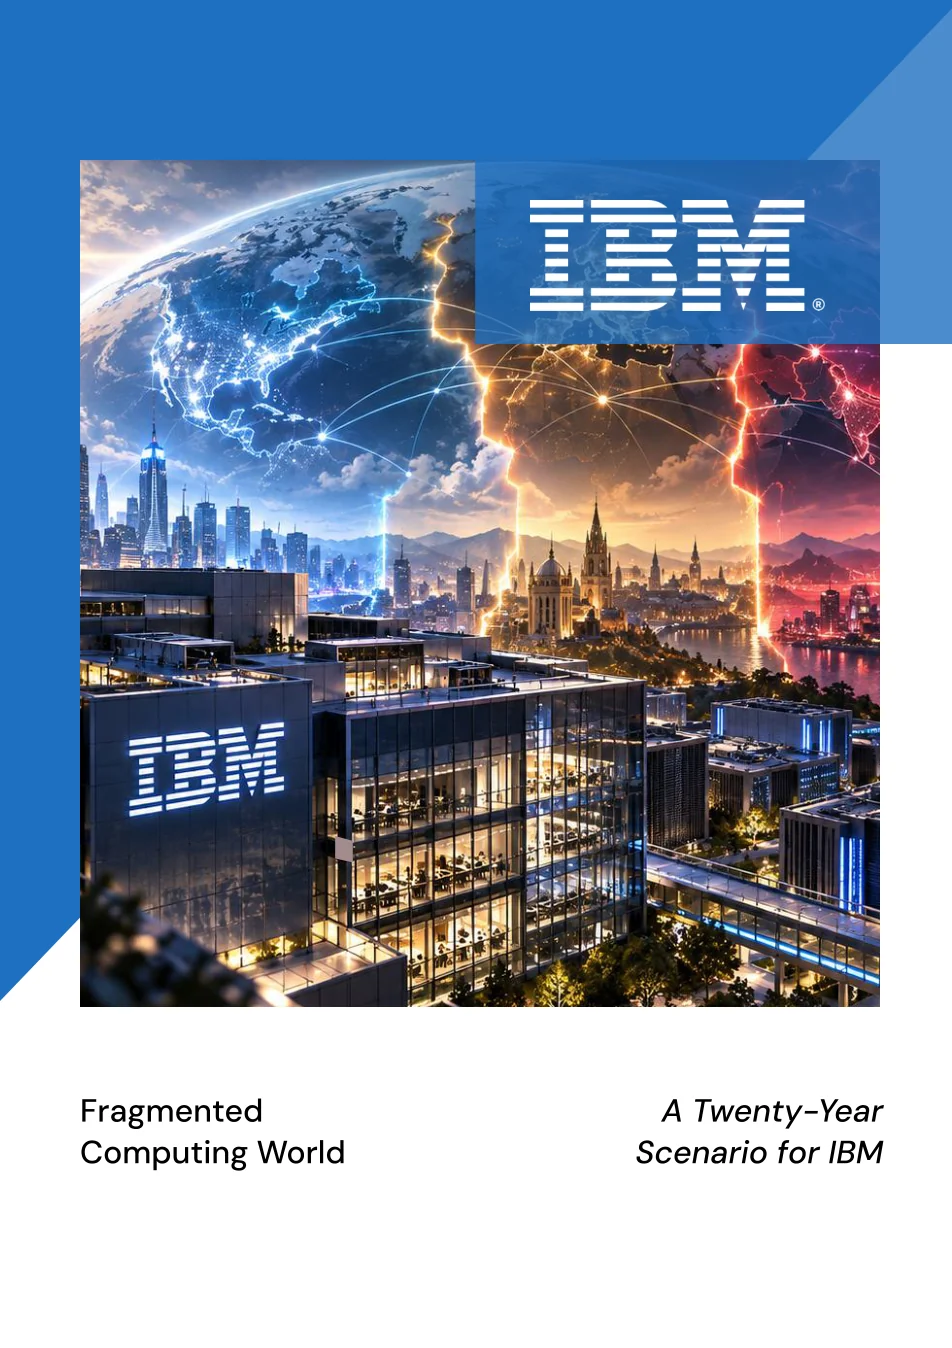 IBM®
IBM
Fragmented
Computing World
A Twenty-Year
Scenario for IBM